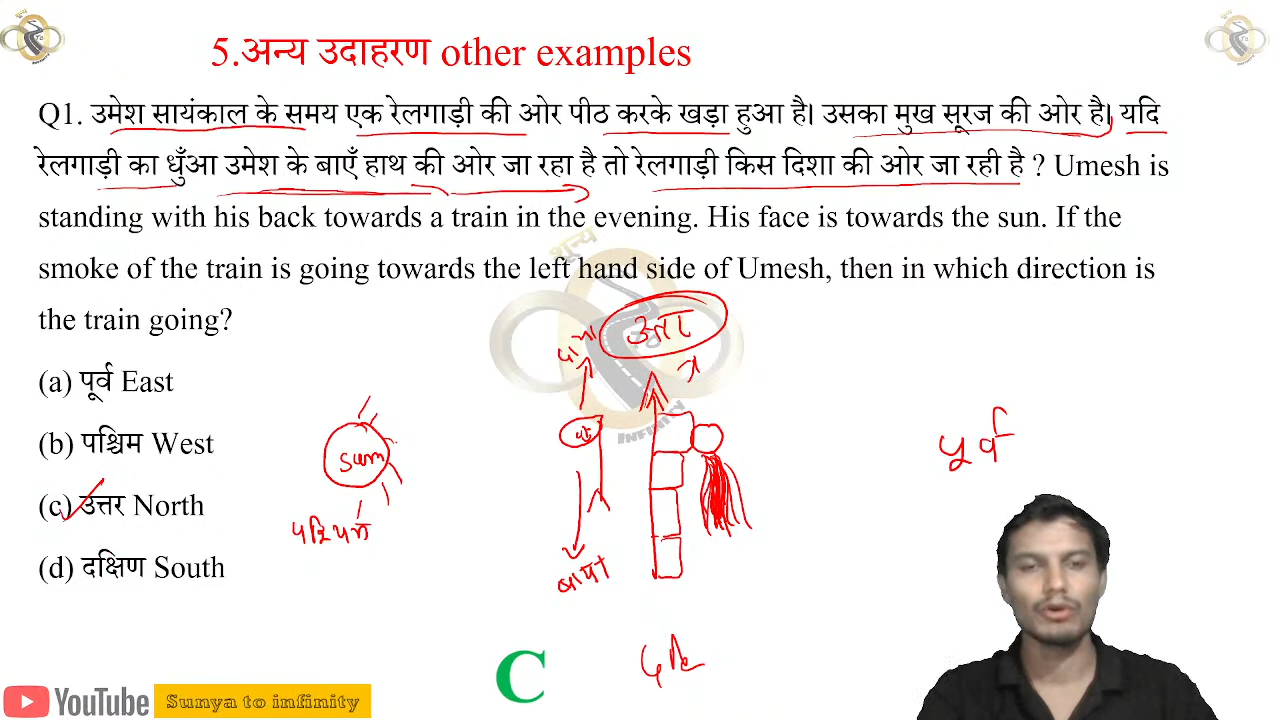 5.अन्य उदाहरण other examples
Q1. उमेश सायंकाल के समय एक रेलगाड़ी की ओर पीठ करके खड़ा हुआ है। उसका मुख सूरज की ओर है। यदि
रेलगाड़ी का धुँआ उमेश के बाएँ हाथ की ओर जा रहा है तो रेलगाड़ी किस दिशा की ओर जा रही है ? Umesh is
standing with his back towards a train in the evening. His face is towards the sun. If the
smoke of the train is going towards the left hand side of Umesh, then in which direction is
the train going?
(a) पूर्व East
(b) पश्चिम West
(c) उत्तर North
(d) दक्षिण South
शून्य
TO
INFINITY
Sun
पूर्व
बायां
C
YouTube
Sunya to infinity